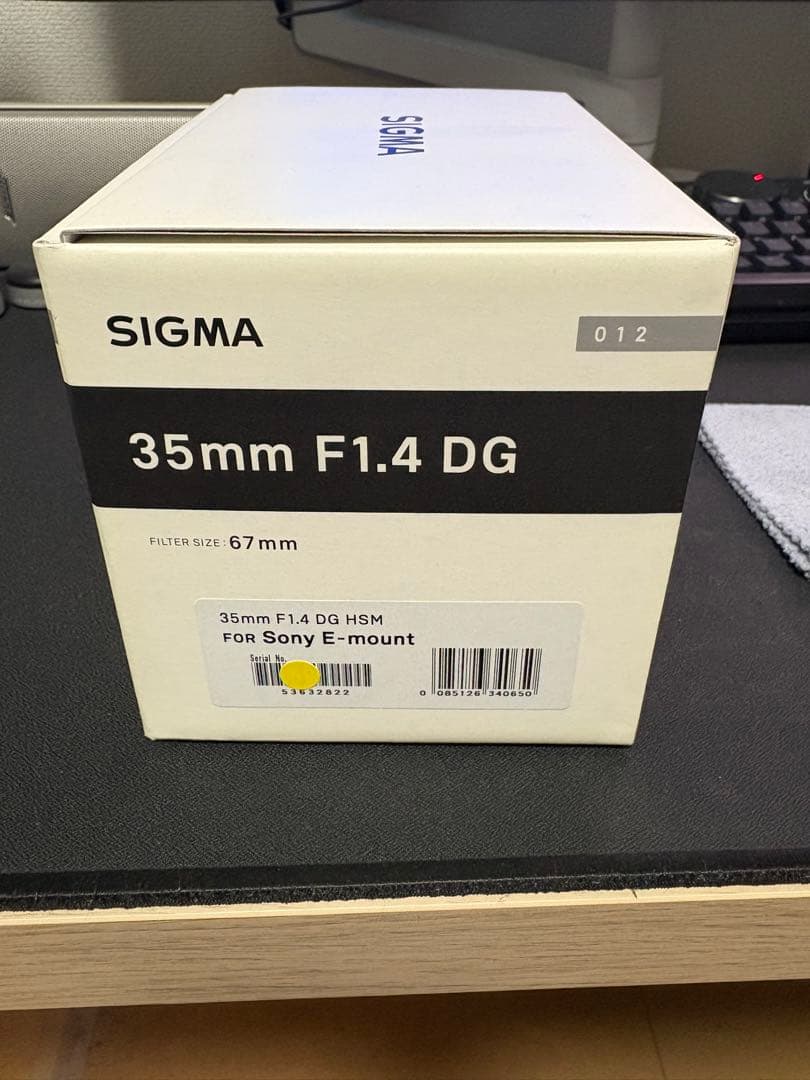 SIGMA
SIGMA
012
35mm F1.4 DG
FILTER SIZE: 67mm
35mm F1.4 DG HSM
FOR Sony E-mount
Serial No.
53632822
0 085126 340650